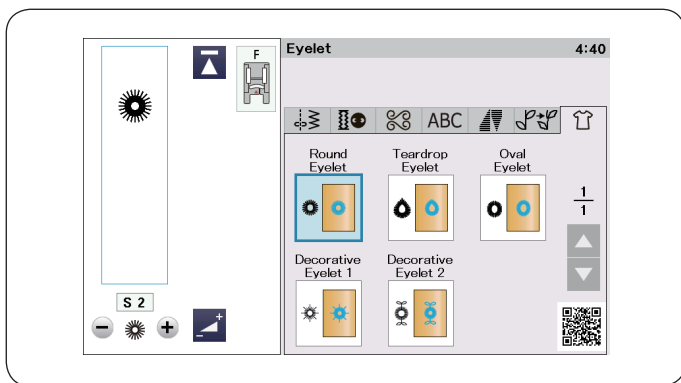 F
Eyelet 4:40
ABC
Round Teardrop Oval
Eyelet Eyelet Eyelet
1
1
Decorative Decorative
Eyelet 1 Eyelet 2
S 2